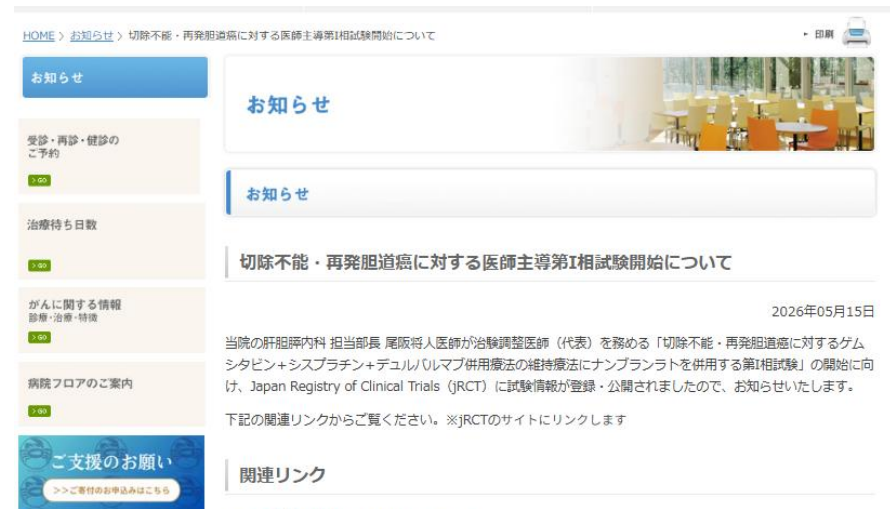 HOME > お知らせ > 切除不能・再発胆道癌に対する医師主導第I相試験開始について
印刷
お知らせ
お知らせ
受診・再診・健診の
ご予約
> GO
お知らせ
治療待ち日数
> GO
切除不能・再発胆道癌に対する医師主導第I相試験開始について
がんに関する情報
診療・治療・特徴
> GO
2026年05月15日
当院の肝胆膵内科 担当部長 尾阪将人医師が治験調整医師（代表）を務める「切除不能・再発胆道癌に対するゲム
シタビン＋シスプラチン＋デュルバルマブ併用療法の維持療法にナンブランラトを併用する第I相試験」の開始に向
け、Japan Registry of Clinical Trials（jRCT）に試験情報が登録・公開されましたので、お知らせいたします。
病院フロアのご案内
> GO
下記の関連リンクからご覧ください。※jRCTのサイトにリンクします
ご支援のお願い
>>ご寄付のお申込みはこちら
関連リンク